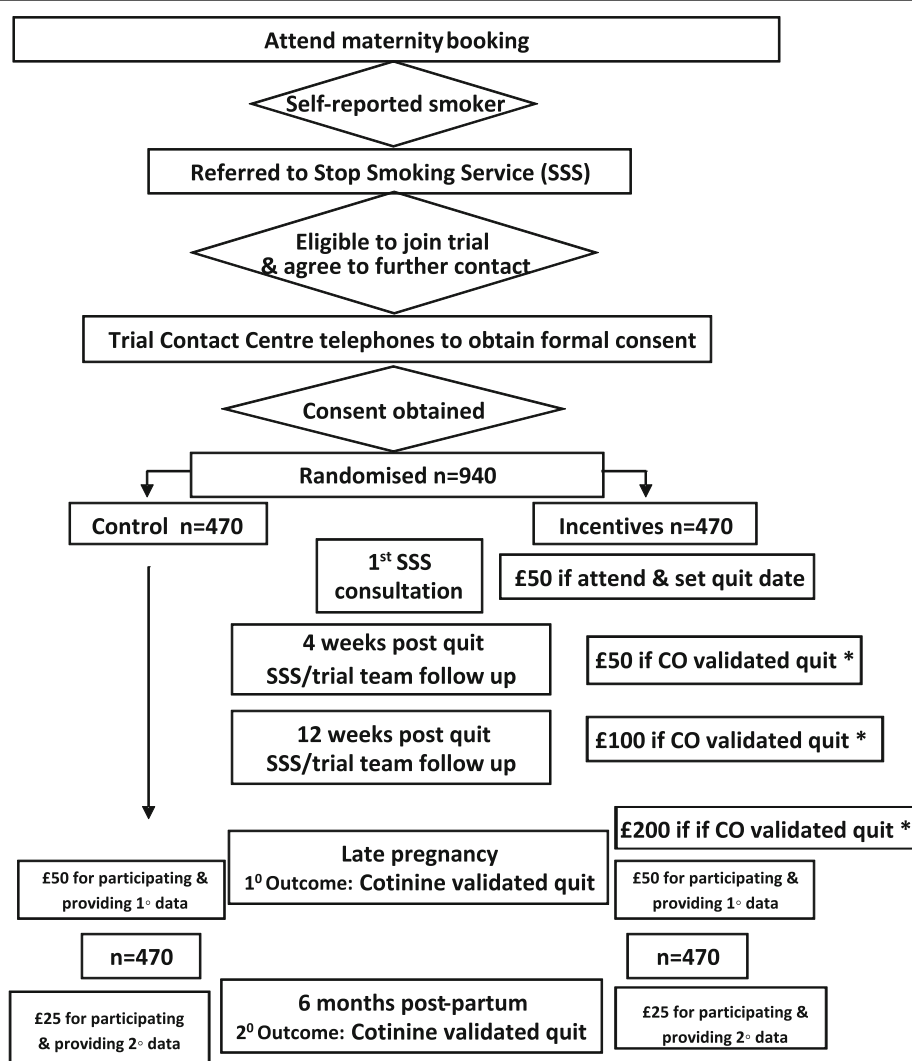 Attend maternity booking
Self-reported smoker
Referred to Stop Smoking Service (SSS)
Eligible to join trial
& agree to further contact
Trial Contact Centre telephones to obtain formal consent
Consent obtained
Randomised n=940
Control n=470
Incentives n=470
1st SSS
consultation
£50 if attend & set quit date
4 weeks post quit
SSS/trial team follow up
£50 if CO validated quit *
12 weeks post quit
SSS/trial team follow up
£100 if CO validated quit *
£200 if if CO validated quit *
Late pregnancy
1⁰ Outcome: Cotinine validated quit
£50 for participating &
providing 1◦ data
£50 for participating &
providing 1◦ data
n=470
n=470
6 months post-partum
2⁰ Outcome: Cotinine validated quit
£25 for participating
& providing 2◦ data
£25 for participating &
providing 2◦ data